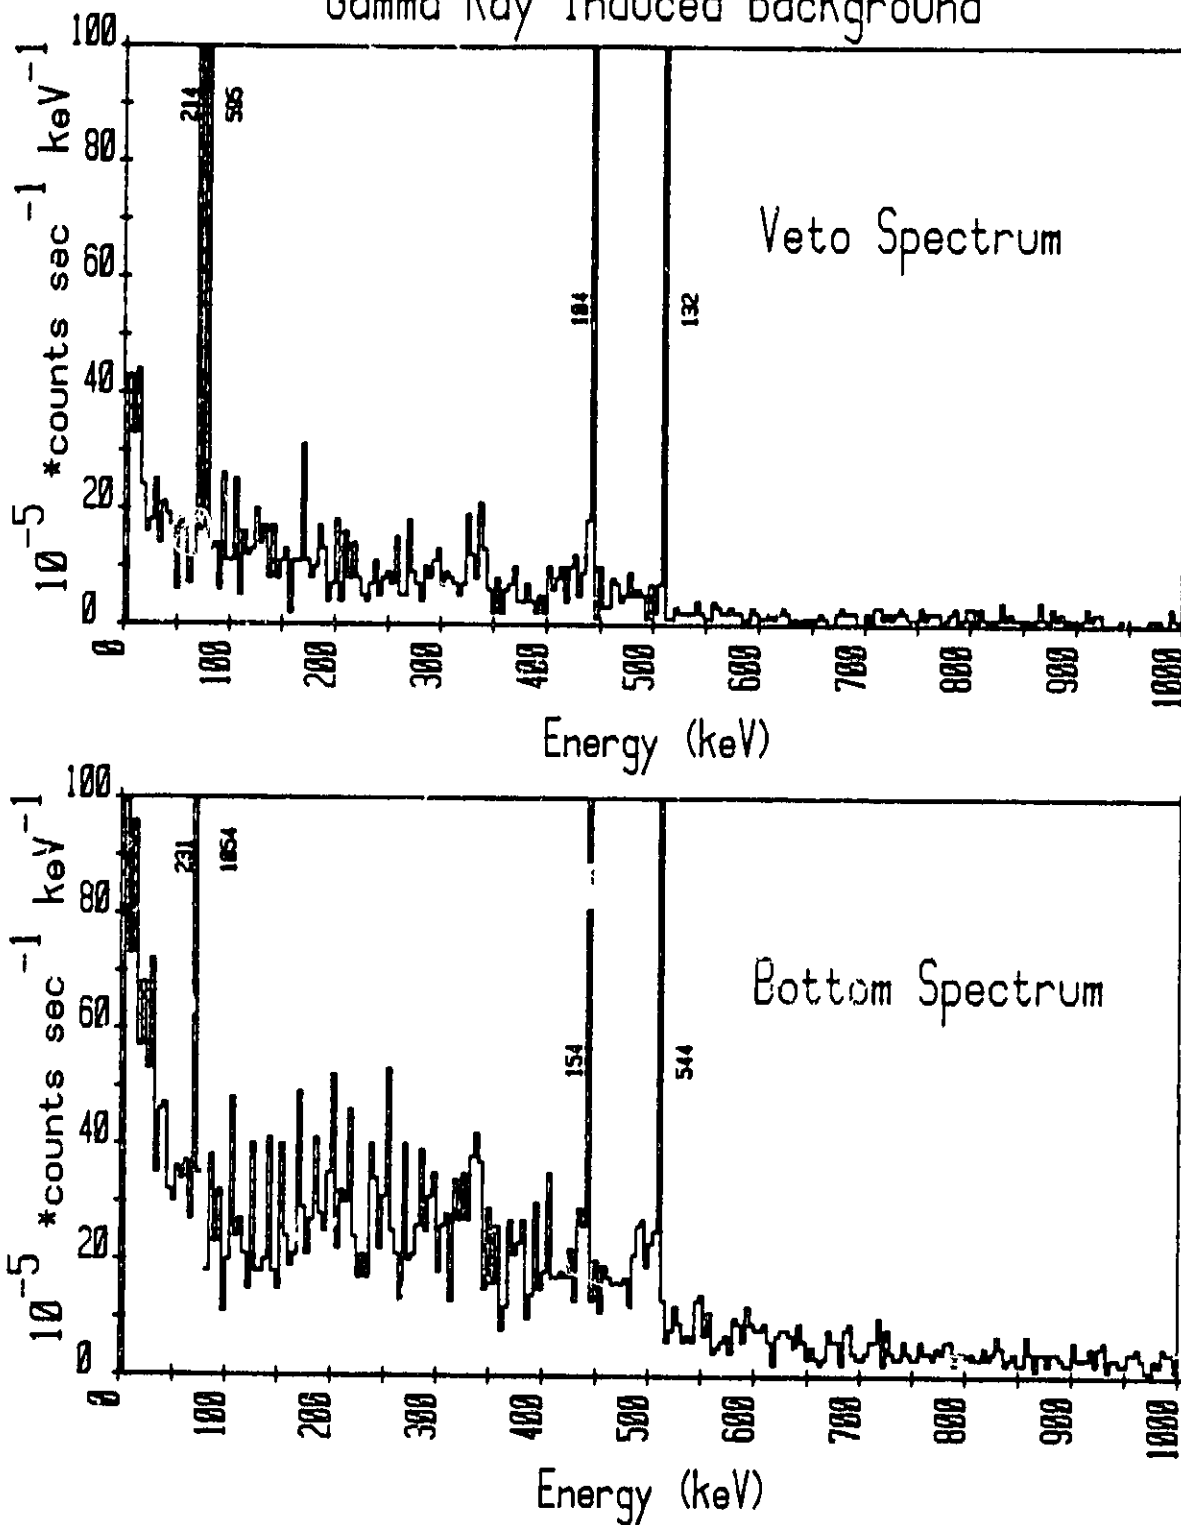 Gamma Ray Induced Background
10^-5 *counts sec^-1 keV^-1
100
80
60
40
20
0
214
595
184
132
Veto Spectrum
0 100 200 300 400 500 600 700 800 900 1000
Energy (keV)
10^-5 *counts sec^-1 keV^-1
100
80
60
40
20
0
231
1054
154
544
Bottom Spectrum
0 100 200 300 400 500 600 700 800 900 1000
Energy (keV)